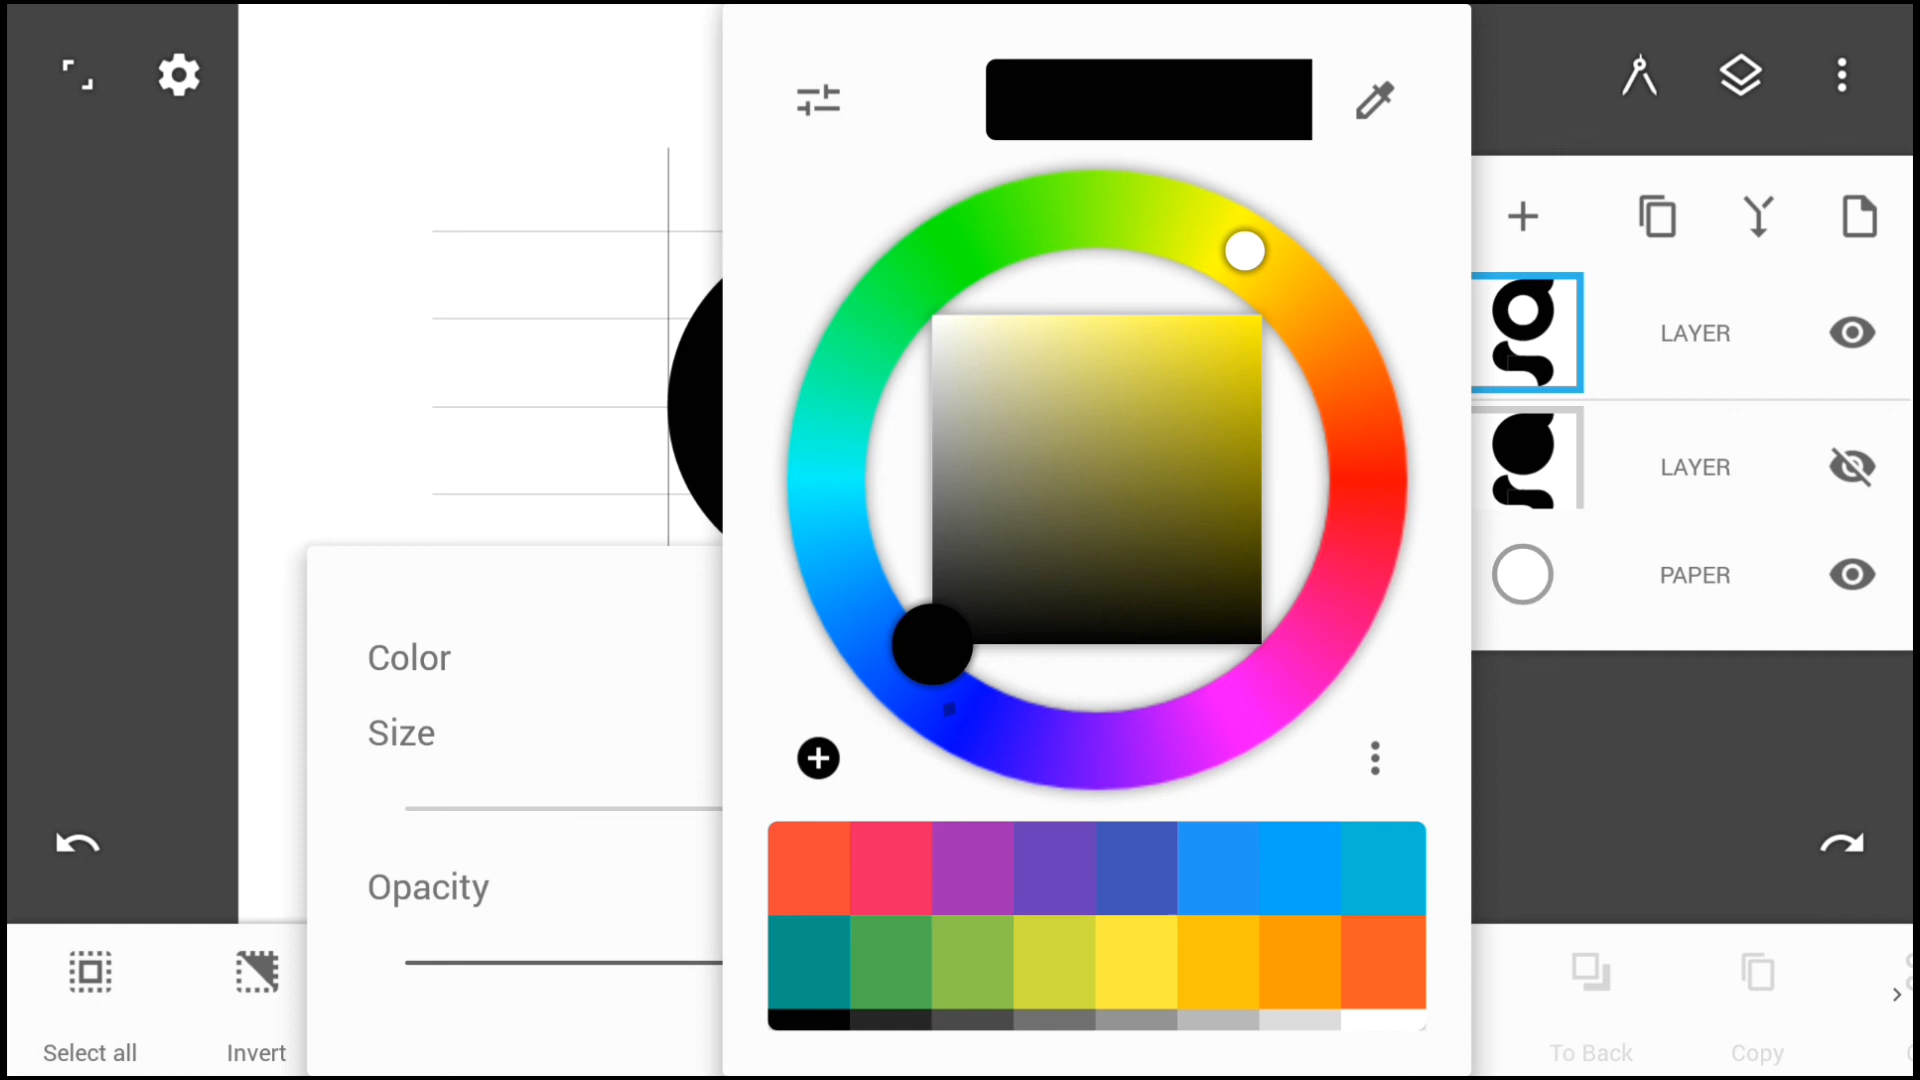 LAYER
LAYER
PAPER
Color
Size
Opacity
Select all
Invert
To Back
Copy